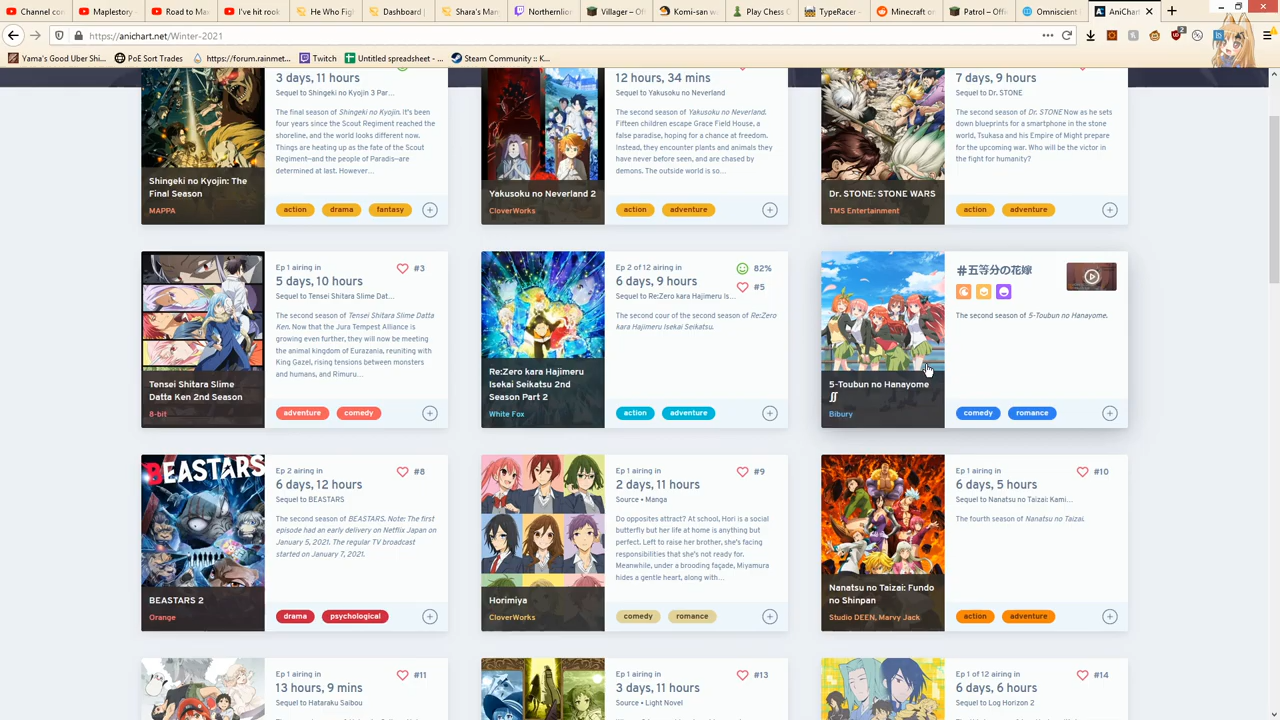 Channel con
Maplestory
Road to Ma
I've hit rook
He Who Figh
Dashboard |
Shara's Man
Northernlion
Villager – Off
Komi-san w
Play Chess O
TypeRacer -
Minecraft on
Patrol – Offi
Omniscient
AniChart
https://anichart.net/Winter-2021
Yama's Good Uber Shi...
PoE Sort Trades
https://forum.rainmet...
Twitch
Untitled spreadsheet -...
Steam Community :: K...
3 days, 11 hours
Sequel to Shingeki no Kyojin 3 Par...
The final season of Shingeki no Kyojin. It's been
four years since the Scout Regiment reached the
shoreline, and the world looks different now.
Things are heating up as the fate of the Scout
Regiment—and the people of Paradis—are
determined at last. However...
Shingeki no Kyojin: The
Final Season
MAPPA
action drama fantasy
12 hours, 34 mins
Sequel to Yakusoku no Neverland
The second season of Yakusoku no Neverland.
Fifteen children escape Grace Field House, a
false paradise, hoping for a chance at freedom.
Instead, they encounter plants and animals they
have never before seen, and are chased by
demons. The outside world is so...
Yakusoku no Neverland 2
CloverWorks
action adventure
7 days, 9 hours
Sequel to Dr. STONE
The second season of Dr. STONE Now as he sets
down blueprints for a smartphone in the stone
world, Tsukasa and his Empire of Might prepare
for the upcoming war. Who will be the victor in
the fight for humanity?
Dr. STONE: STONE WARS
TMS Entertainment
action adventure
Ep 1 airing in
5 days, 10 hours
#3
Sequel to Tensei Shitara Slime Dat...
The second season of Tensei Shitara Slime Datta
Ken. Now that the Jura Tempest Alliance is
growing even further, they will now be meeting
the animal kingdom of Eurazania, reuniting with
King Gazel, rising tensions between monsters
and humans, and Rimuru...
Tensei Shitara Slime
Datta Ken 2nd Season
8-bit
adventure comedy
Ep 2 of 12 airing in
6 days, 9 hours
82%
#5
Sequel to Re:Zero kara Hajimeru Is...
The second cour of the second season of Re:Zero
kara Hajimeru Isekai Seikatsu.
Re:Zero kara Hajimeru
Isekai Seikatsu 2nd
Season Part 2
White Fox
action adventure
#五等分の花嫁
The second season of 5-Toubun no Hanayome.
5-Toubun no Hanayome
∬
Bibury
comedy romance
Ep 2 airing in
6 days, 12 hours
#8
Sequel to BEASTARS
The second season of BEASTARS. Note: The first
episode had an early delivery on Netflix Japan on
January 5, 2021. The regular TV broadcast
started on January 7, 2021.
BEASTARS
BEASTARS 2
Orange
drama psychological
Ep 1 airing in
2 days, 11 hours
#9
Source • Manga
Do opposites attract? At school, Hori is a social
butterfly but her life at home is anything but
perfect. Left to raise her brother, she's facing
responsibilities that she's not ready for.
Meanwhile, under a brooding façade, Miyamura
hides a gentle heart, along with...
Horimiya
CloverWorks
comedy romance
Ep 1 airing in
6 days, 5 hours
#10
Sequel to Nanatsu no Taizai: Kami...
The fourth season of Nanatsu no Taizai.
Nanatsu no Taizai: Fundo
no Shinpan
Studio DEEN, Marvy Jack
action adventure
Ep 1 airing in
13 hours, 9 mins
#11
Sequel to Hataraku Saibou
Ep 1 airing in
3 days, 11 hours
#13
Source • Light Novel
Ep 1 of 12 airing in
6 days, 6 hours
#14
Sequel to Log Horizon 2